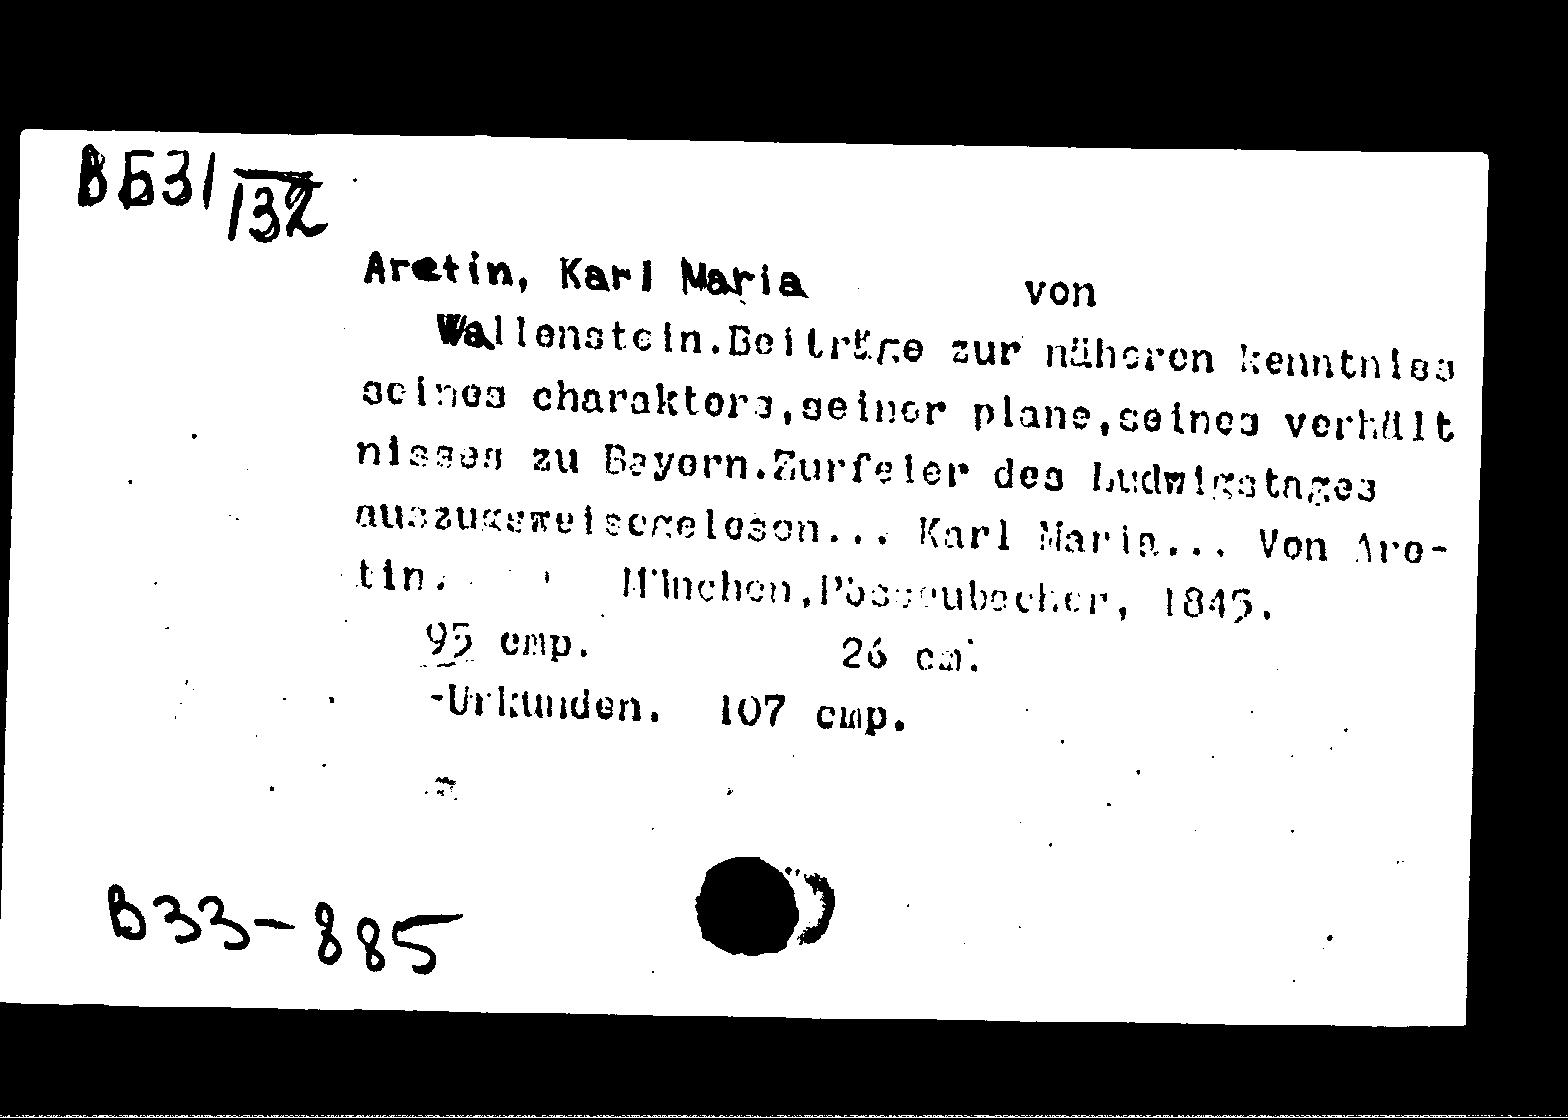 B 531/132
Aretin, Karl Maria von
Wallenstein.Beiträge zur näheren kenntniss
seines charakters,seiner plane,seines verhält
nisses zu Bayern.Zurfeier des Ludwigstages
auszugsweisegelesen... Karl Maria... Von Are-
tin. München,Pössenbacher, 1845.
95 cmp. 26 cm.
-Urkunden. 107 cmp.
B33-885